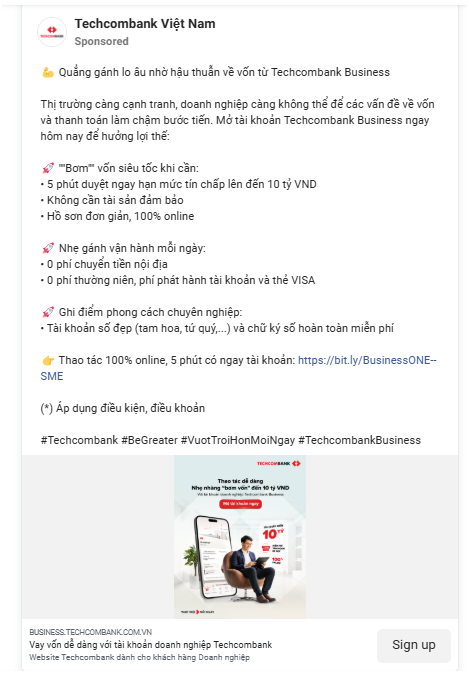 Techcombank Việt Nam
Sponsored
💪 Quẳng gánh lo âu nhờ hậu thuẫn về vốn từ Techcombank Business
Thị trường càng cạnh tranh, doanh nghiệp càng không thể để các vấn đề về vốn
và thanh toán làm chậm bước tiến. Mở tài khoản Techcombank Business ngay
hôm nay để hưởng lợi thế:
🚀 ""Bơm"" vốn siêu tốc khi cần:
• 5 phút duyệt ngay hạn mức tín chấp lên đến 10 tỷ VND
• Không cần tài sản đảm bảo
• Hồ sơ đơn giản, 100% online
🚀 Nhẹ gánh vận hành mỗi ngày:
• 0 phí chuyển tiền nội địa
• 0 phí thường niên, phí phát hành tài khoản và thẻ VISA
🚀 Ghi điểm phong cách chuyên nghiệp:
• Tài khoản số đẹp (tam hoa, tứ quý,...) và chữ ký số hoàn toàn miễn phí
👉 Thao tác 100% online, 5 phút có ngay tài khoản: https://bit.ly/BusinessONE--
SME
(*) Áp dụng điều kiện, điều khoản
#Techcombank #BeGreater #VuotTroiHonMoiNgay #TechcombankBusiness
TECHCOMBANK
Thao tác dễ dàng
Nhẹ nhàng "bơm vốn" đến 10 tỷ VND
Với tài khoản doanh nghiệp Techcombank Business
Mở tài khoản ngay
10 TỶ
BUSINESS.TECHCOMBANK.COM.VN
Vay vốn dễ dàng với tài khoản doanh nghiệp Techcombank
Website Techcombank dành cho khách hàng Doanh nghiệp
Sign up